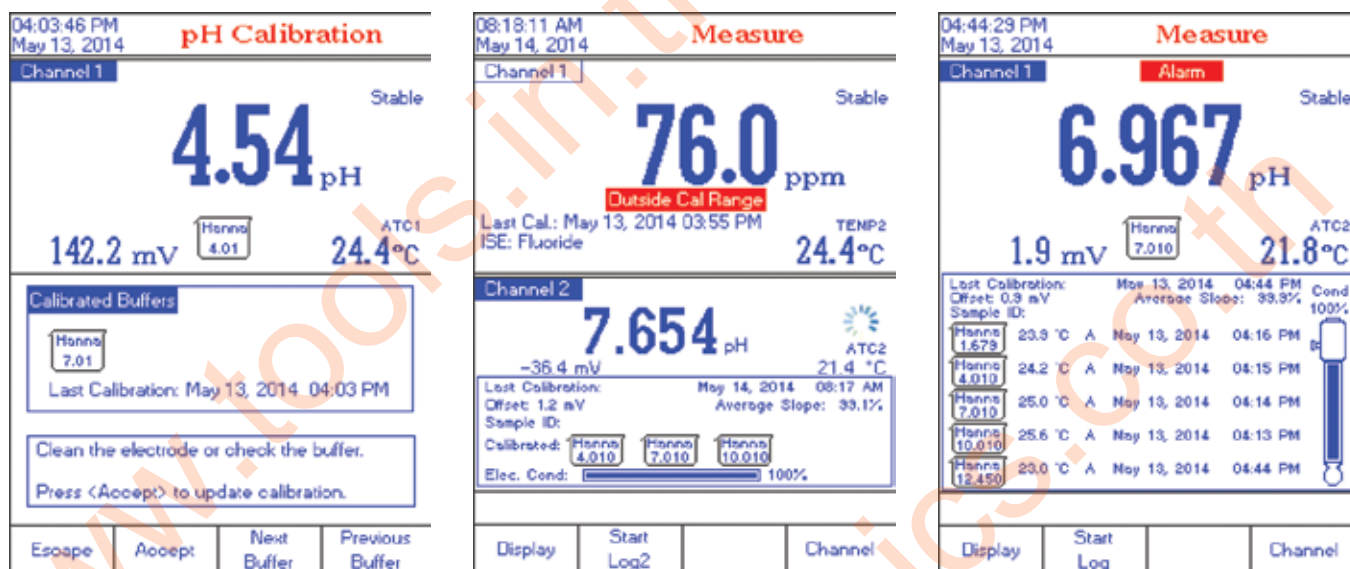 04:03:46 PM
May 13, 2014
pH Calibration
Channel 1
Stable
4.54 pH
142.2 mV
Hanna
4.01
ATC1
24.4°C
Calibrated Buffers
Hanna
7.01
Last Calibration: May 13, 2014 04:03 PM
Clean the electrode or check the buffer.
Press <Accept> to update calibration.
Escape
Accept
Next
Buffer
Previous
Buffer
08:18:11 AM
May 14, 2014
Measure
Channel 1
Stable
76.0 ppm
Outside Cal Range
Last Cal.: May 13, 2014 03:55 PM
ISE: Fluoride
TEMP2
24.4°C
Channel 2
7.654 pH
ATC2
-36.4 mV
21.4 °C
Last Calibration: May 14, 2014 08:17 AM
Offset: 1.2 mV Average Slope: 99.1%
Sample ID:
Calibrated:
Hanna
4.010
Hanna
7.010
Hanna
10.010
Elec. Cond: 100%
Display
Start
Log2
Channel
04:44:29 PM
May 13, 2014
Measure
Channel 1
Alarm
Stable
6.967 pH
1.9 mV
Hanna
7.010
ATC2
21.8°C
Last Calibration: May 13, 2014 04:44 PM
Offset: 0.9 mV Average Slope: 99.9%
Sample ID:
Cond
100%
Hanna
1.679
23.9 °C A May 13, 2014 04:16 PM
Hanna
4.010
24.2 °C A May 13, 2014 04:15 PM
Hanna
7.010
25.0 °C A May 13, 2014 04:14 PM
Hanna
10.010
25.6 °C A May 13, 2014 04:13 PM
Hanna
12.450
23.0 °C A May 13, 2014 04:44 PM
Display
Start
Log
Channel